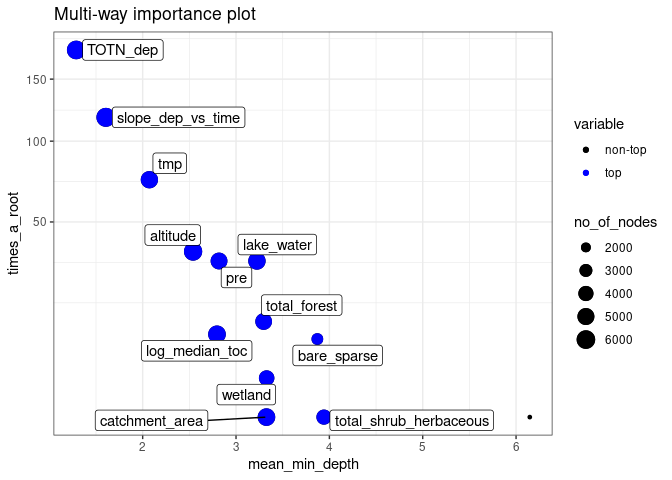 Multi-way importance plot
times_a_root
150
100
50
TOTN_dep
slope_dep_vs_time
tmp
altitude
lake_water
pre
total_forest
log_median_toc
bare_sparse
wetland
catchment_area
total_shrub_herbaceous
2
3
4
5
6
mean_min_depth
variable
non-top
top
no_of_nodes
2000
3000
4000
5000
6000